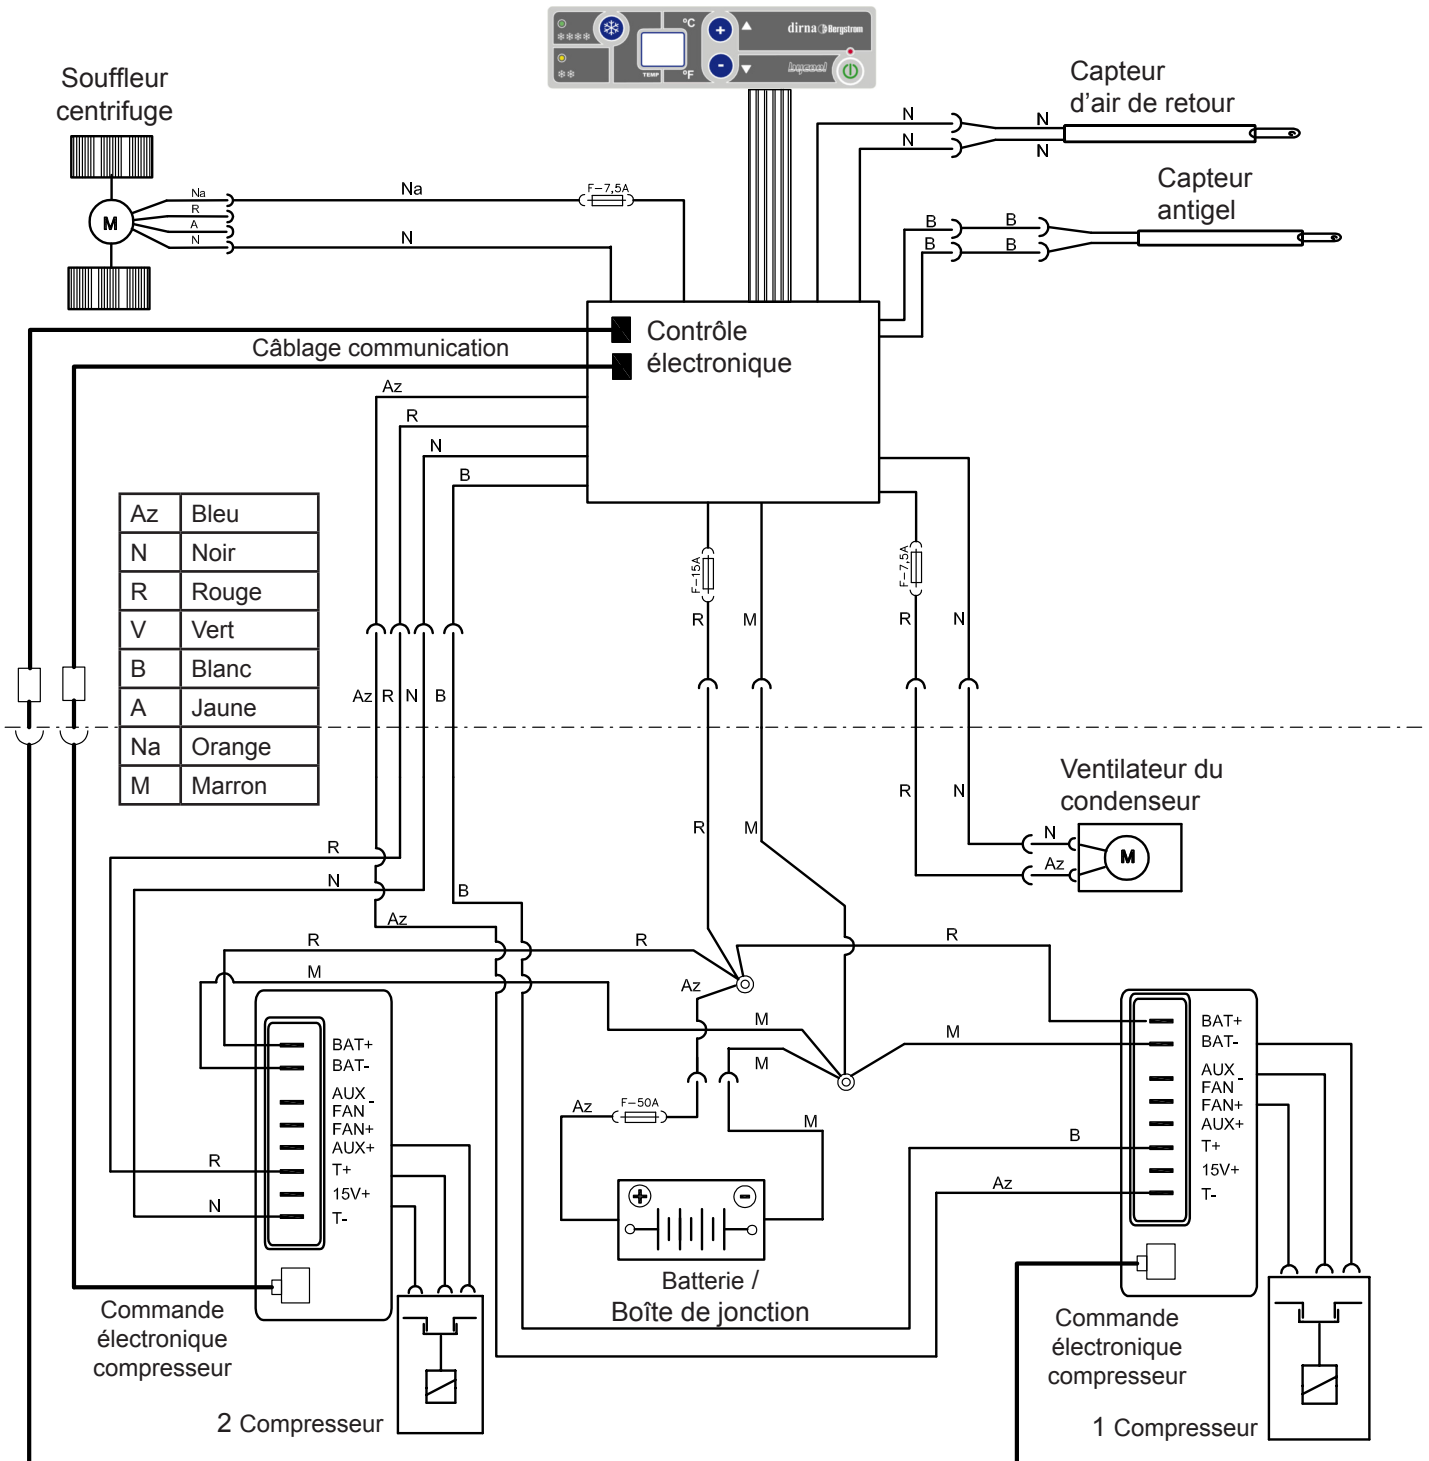 °C
dirna Bergstrom
TEMP
°F
bycool
Souffleur
centrifuge
Capteur
d'air de retour
N
N
N
N
Capteur
antigel
B
B
B
B
Na
R
A
N
M
Na
N
F-7,5A
Contrôle
électronique
Câblage communication
Az
R
N
B
Az Bleu
N Noir
R Rouge
V Vert
B Blanc
A Jaune
Na Orange
M Marron
F-15A
F-7,5A
R
M
R
N
Az
R
N
B
R
N
Ventilateur du
condenseur
R
M
N
Az
M
R
N
B
Az
R
R
R
M
Az
M
M
M
BAT+
BAT-
AUX
FAN -
FAN+
AUX+
T+
15V+
T-
R
N
Az
F-50A
M
B
Az
BAT+
BAT-
AUX
FAN -
FAN+
AUX+
T+
15V+
T-
+
-
Batterie /
Boîte de jonction
Commande
électronique
compresseur
2 Compresseur
Commande
électronique
compresseur
1 Compresseur